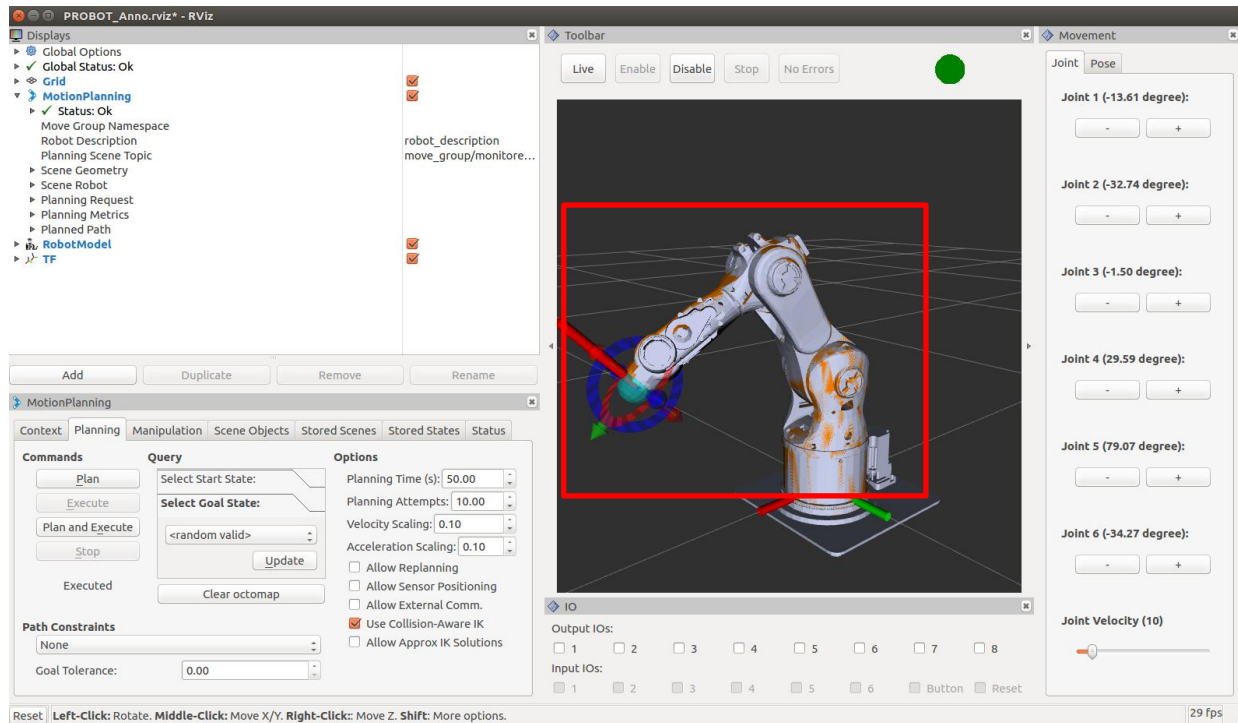 PROBOT_Anno.rviz* - RViz
Displays
Global Options
Global Status: Ok
Grid
MotionPlanning
Status: Ok
Move Group Namespace
Robot Description robot_description
Planning Scene Topic move_group/monitore...
Scene Geometry
Scene Robot
Planning Request
Planning Metrics
Planned Path
RobotModel
TF
Add Duplicate Remove Rename
MotionPlanning
Context Planning Manipulation Scene Objects Stored Scenes Stored States Status
Commands Query Options
Plan Select Start State: Planning Time (s): 50.00
Execute Select Goal State: Planning Attempts: 10.00
Plan and Execute <random valid> Velocity Scaling: 0.10
Stop Update Acceleration Scaling: 0.10
Allow Replanning
Executed Clear octomap Allow Sensor Positioning
Allow External Comm.
Path Constraints Use Collision-Aware IK
None Allow Approx IK Solutions
Goal Tolerance: 0.00
Toolbar
Live Enable Disable Stop No Errors
IO
Output IOs:
1 2 3 4 5 6 7 8
Input IOs:
1 2 3 4 5 6 Button Reset
Movement
Joint Pose
Joint 1 (-13.61 degree):
- +
Joint 2 (-32.74 degree):
- +
Joint 3 (-1.50 degree):
- +
Joint 4 (29.59 degree):
- +
Joint 5 (79.07 degree):
- +
Joint 6 (-34.27 degree):
- +
Joint Velocity (10)
Reset Left-Click: Rotate. Middle-Click: Move X/Y. Right-Click:: Move Z. Shift: More options. 29 fps